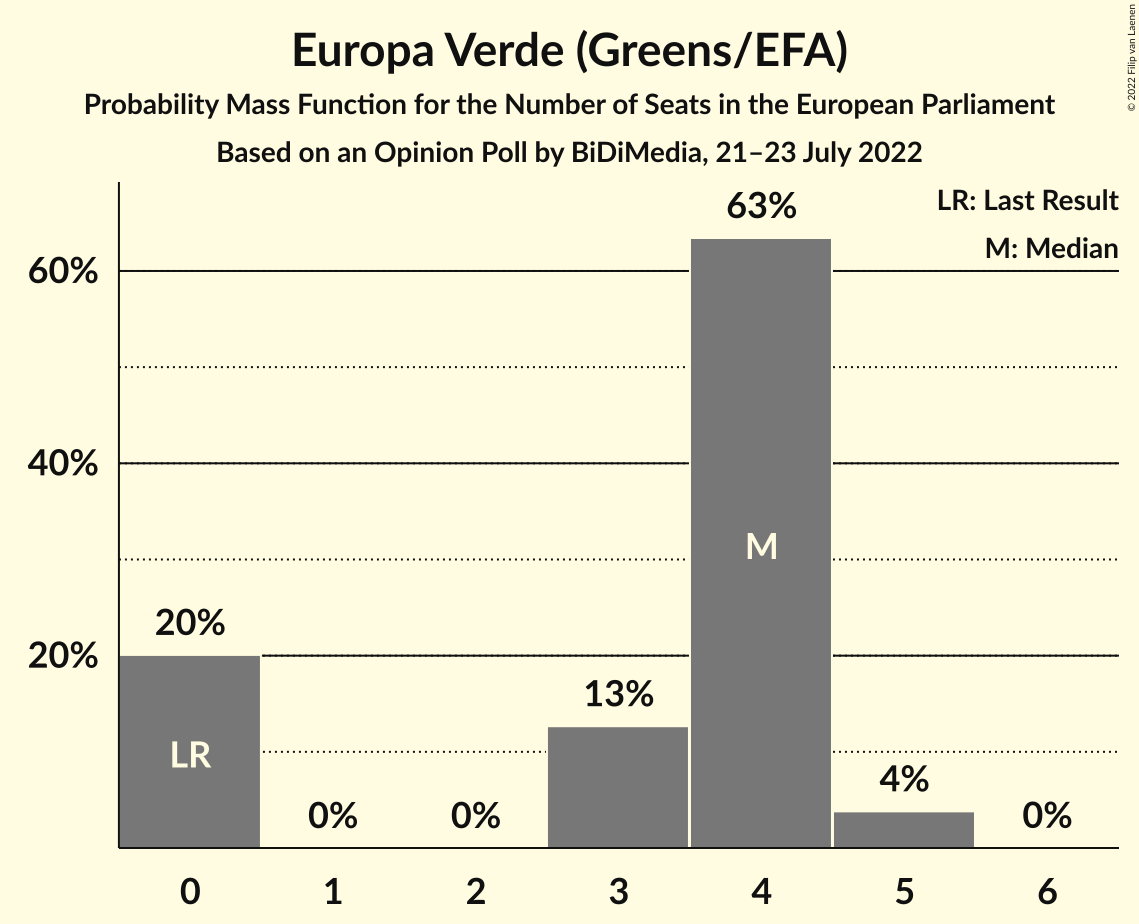 Europa Verde (Greens/EFA)
Probability Mass Function for the Number of Seats in the European Parliament
Based on an Opinion Poll by BiDiMedia, 21–23 July 2022
© 2022 Filip van Laenen
LR: Last Result
M: Median
63%
60%
40%
M
20%
20%
13%
LR
4%
0%
0%
0%
0
1
2
3
4
5
6